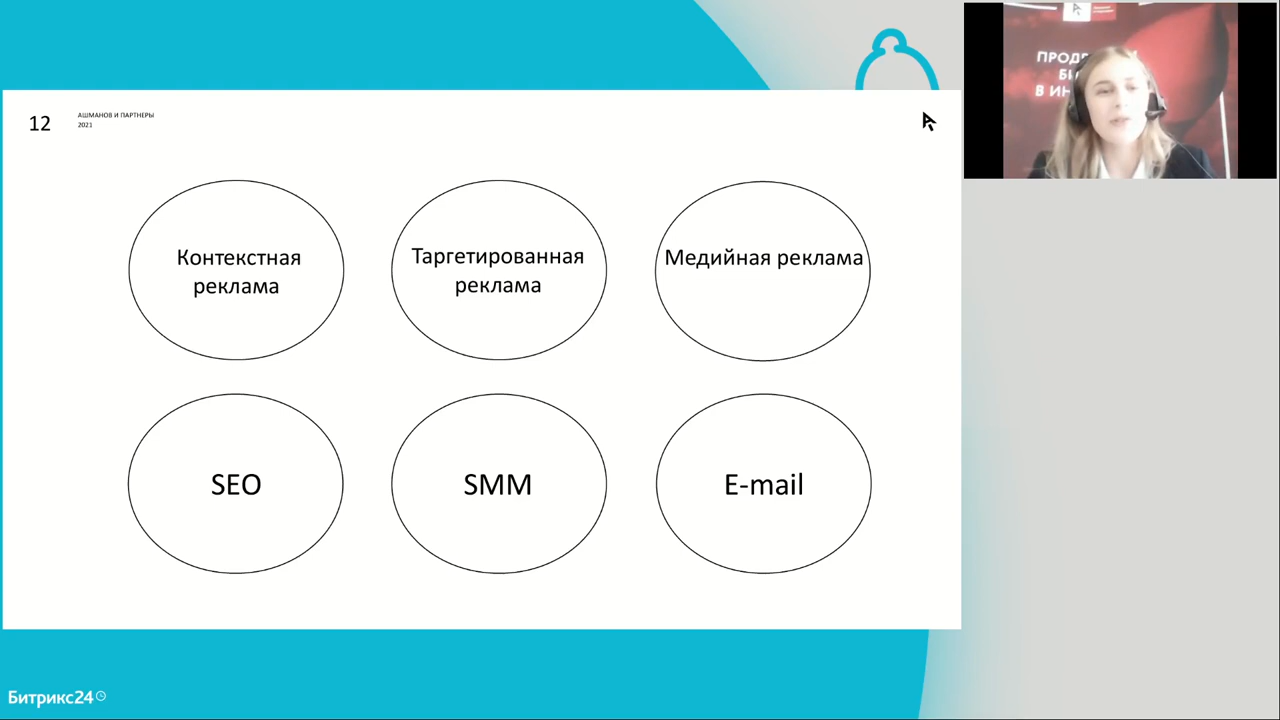 12
АШМАНОВ И ПАРТНЕРЫ
2021
Контекстная
реклама
Таргетированная
реклама
Медийная реклама
SEO
SMM
E-mail
Битрикс24